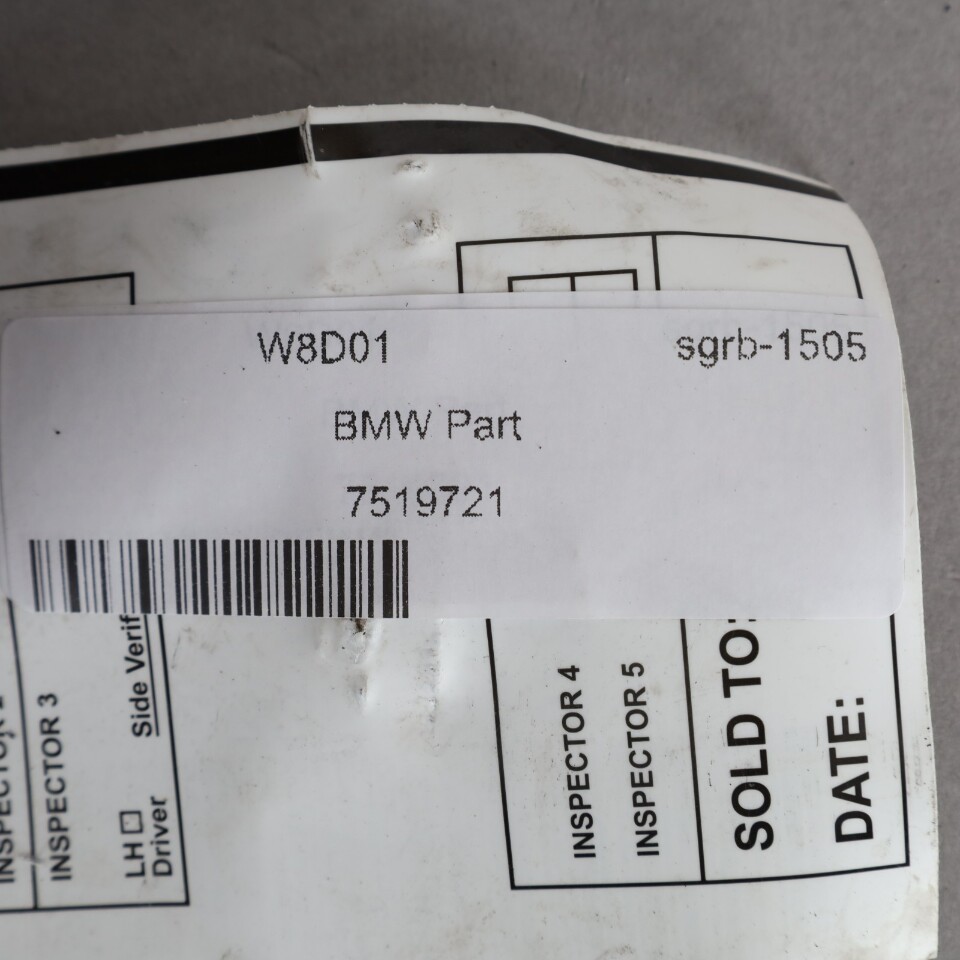 W8D01 sgrb-1505
BMW Part
7519721
INSPECTOR 3
LH
Driver
Side Verif
INSPECTOR 4
INSPECTOR 5
SOLD TO:
DATE: